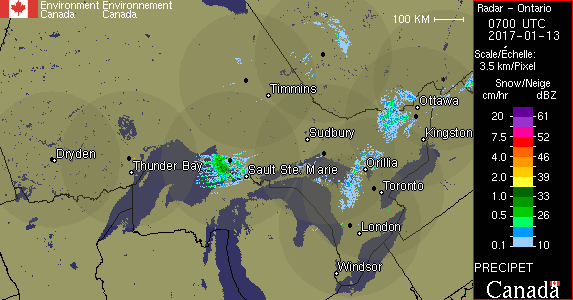 Environment Environnement
Canada Canada
100 KM
Timmins
Ottawa
Sudbury
Kingston
Dryden
Thunder Bay
Sault Ste. Marie
Orillia
Toronto
London
Windsor
Radar - Ontario
0700 UTC
2017-01-13
Scale/Échelle:
3.5 km/Pixel
Snow/Neige
cm/hr dBZ
20 61
7.5 52
4.0 46
2.0 39
1.0 33
0.5 26
0.1 10
PRECIPET
Canada